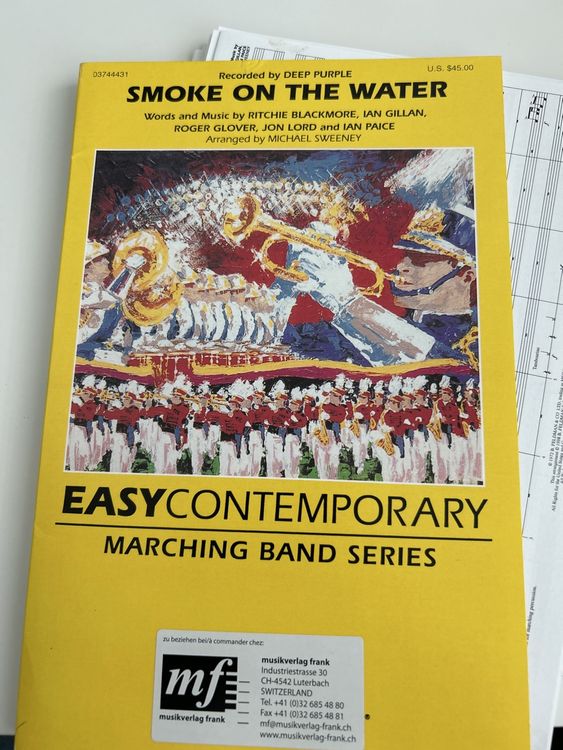 03744431
U.S. $45.00
Recorded by DEEP PURPLE
SMOKE ON THE WATER
Words and Music by RITCHIE BLACKMORE, IAN GILLAN,
ROGER GLOVER, JON LORD and IAN PAICE
Arranged by MICHAEL SWEENEY
EASYCONTEMPORARY
MARCHING BAND SERIES
zu beziehen bei/à commander chez:
mf
musikverlag frank
musikverlag frank
Industriestrasse 30
CH-4542 Luterbach
SWITZERLAND
Tel. +41 (0)32 685 48 80
Fax +41 (0)32 685 48 81
mf@musikverlag-frank.ch
www.musikverlag-frank.ch
®